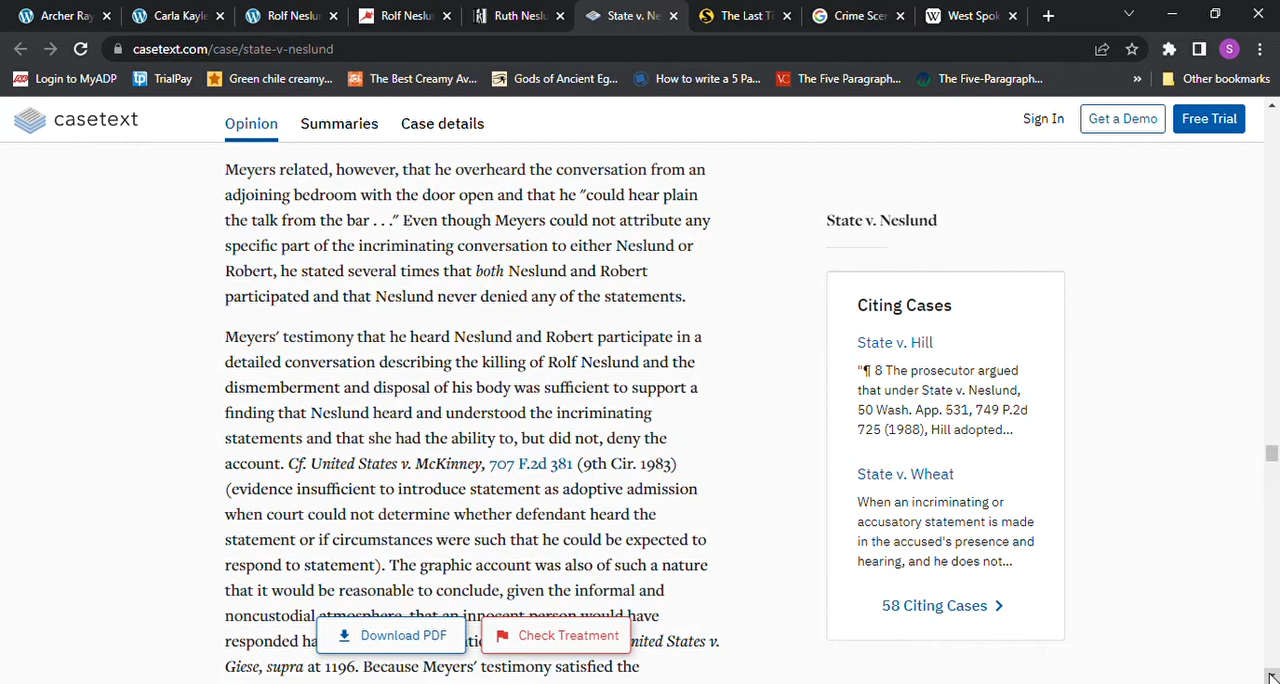 Archer Ray
Carla Kayle
Rolf Neslu
Rolf Neslu
Ruth Neslu
State v. Ne
The Last Ti
Crime Scen
West Spok
casetext.com/case/state-v-neslund
S
Login to MyADP
TrialPay
Green chile creamy...
The Best Creamy Av...
Gods of Ancient Eg...
How to write a 5 Pa...
The Five Paragraph...
The Five-Paragraph...
Other bookmarks
casetext
Opinion
Summaries
Case details
Sign In
Get a Demo
Free Trial
Meyers related, however, that he overheard the conversation from an
adjoining bedroom with the door open and that he "could hear plain
the talk from the bar . . ." Even though Meyers could not attribute any
specific part of the incriminating conversation to either Neslund or
Robert, he stated several times that both Neslund and Robert
participated and that Neslund never denied any of the statements.
Meyers' testimony that he heard Neslund and Robert participate in a
detailed conversation describing the killing of Rolf Neslund and the
dismemberment and disposal of his body was sufficient to support a
finding that Neslund heard and understood the incriminating
statements and that she had the ability to, but did not, deny the
account. Cf. United States v. McKinney, 707 F.2d 381 (9th Cir. 1983)
(evidence insufficient to introduce statement as adoptive admission
when court could not determine whether defendant heard the
statement or if circumstances were such that he could be expected to
respond to statement). The graphic account was also of such a nature
that it would be reasonable to conclude, given the informal and
noncustodial atmosphere, that an innocent person would have
responded nited States v.
Giese, supra at 1196. Because Meyers' testimony satisfied the
Download PDF
Check Treatment
State v. Neslund
Citing Cases
State v. Hill
"¶ 8 The prosecutor argued
that under State v. Neslund,
50 Wash. App. 531, 749 P.2d
725 (1988), Hill adopted...
State v. Wheat
When an incriminating or
accusatory statement is made
in the accused's presence and
hearing, and he does not...
58 Citing Cases